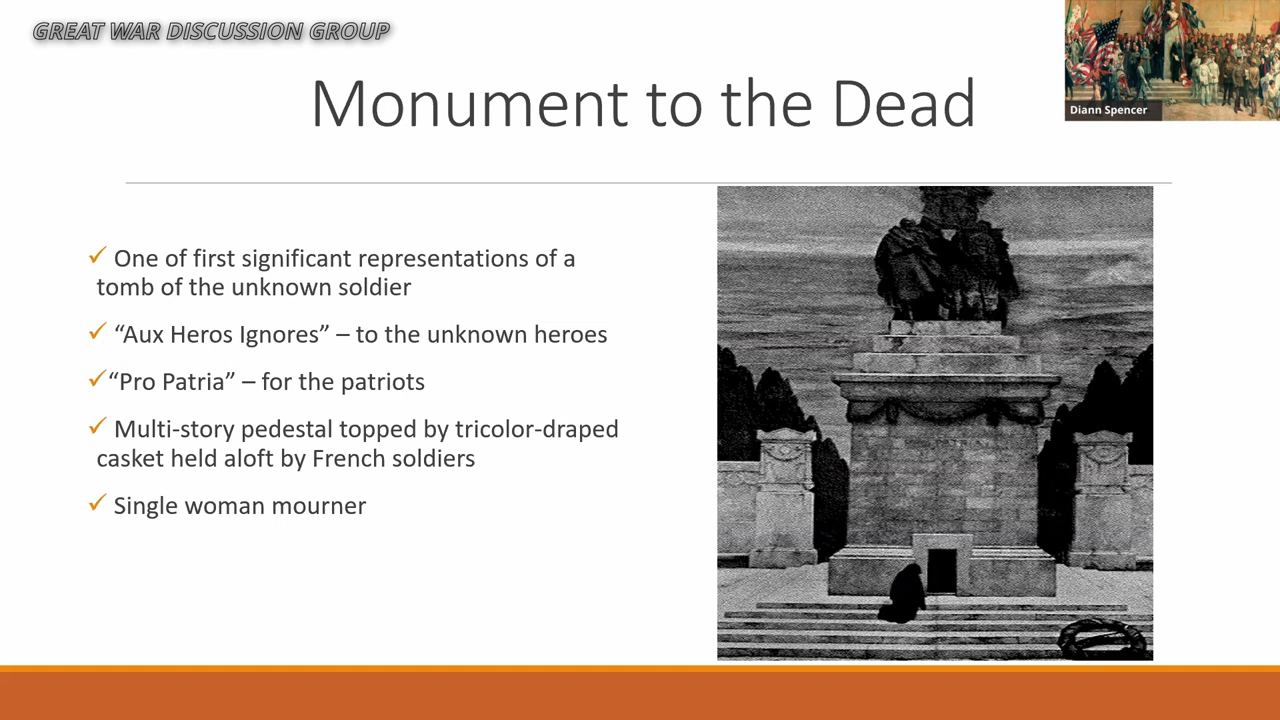 GREAT WAR DISCUSSION GROUP
Diann Spencer
Monument to the Dead
✓ One of first significant representations of a
tomb of the unknown soldier
✓ “Aux Heros Ignores” – to the unknown heroes
✓“Pro Patria” – for the patriots
✓ Multi-story pedestal topped by tricolor-draped
casket held aloft by French soldiers
✓ Single woman mourner